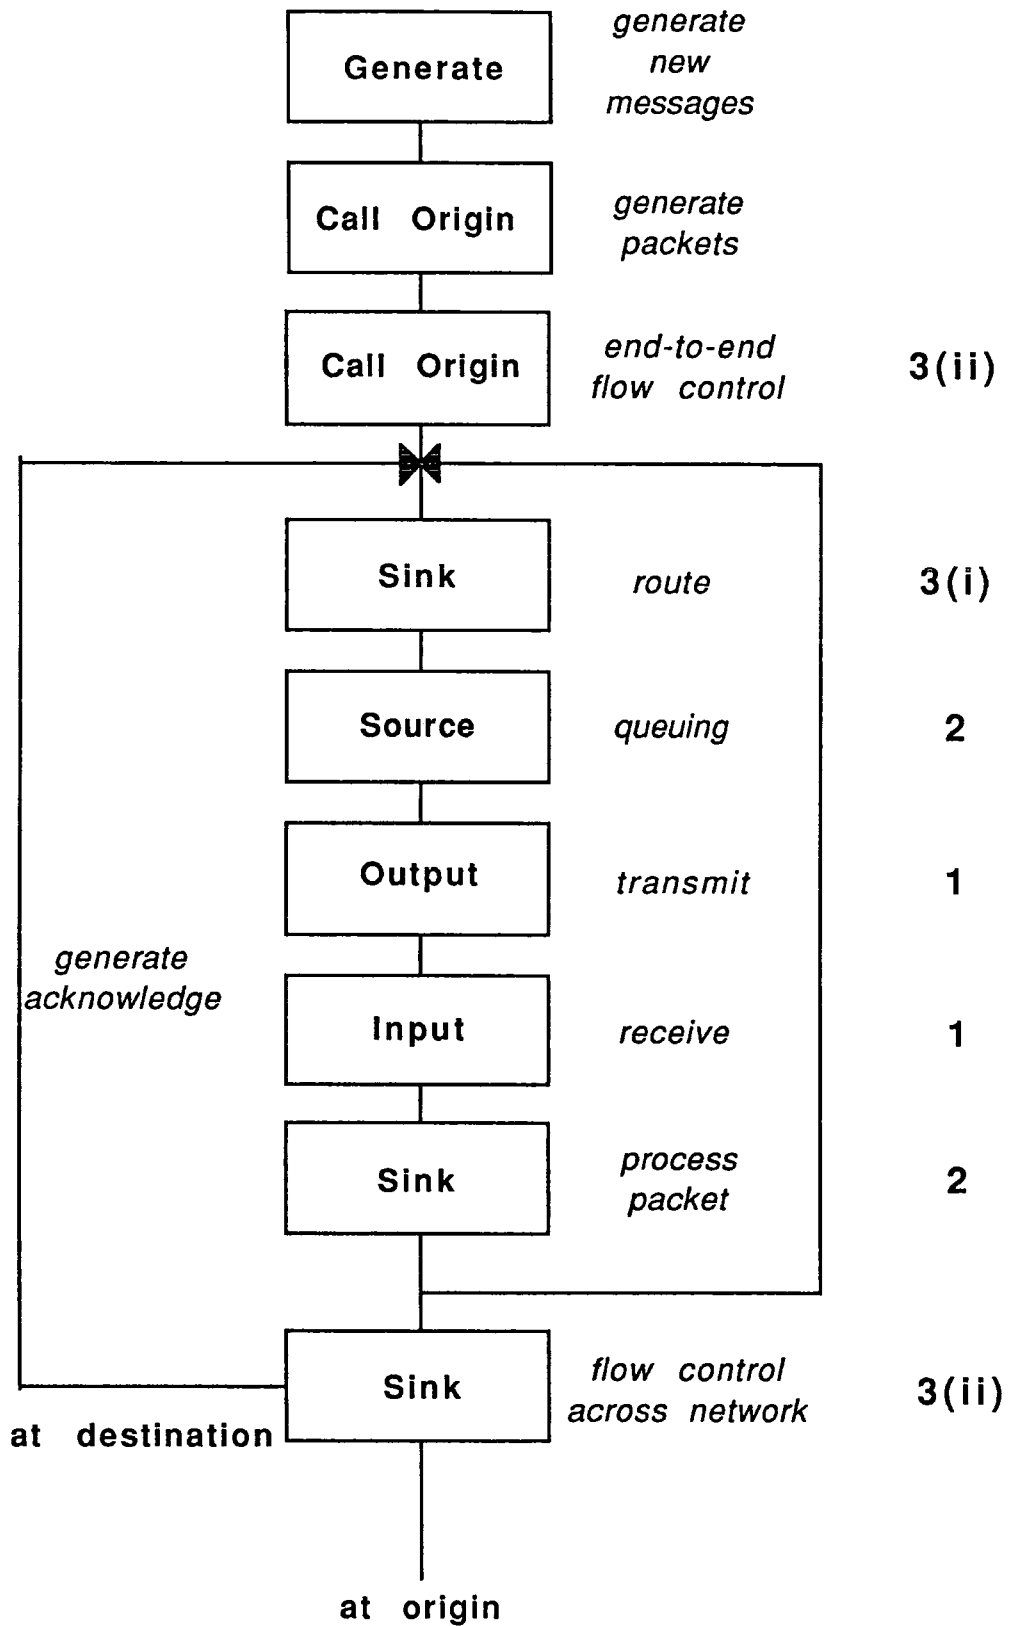 Generate
generate
new
messages
Call Origin
generate
packets
Call Origin
end-to-end
flow control
3(ii)
Sink
route
3(i)
Source
queuing
2
Output
transmit
1
generate
acknowledge
Input
receive
1
Sink
process
packet
2
Sink
flow control
across network
3(ii)
at destination
at origin